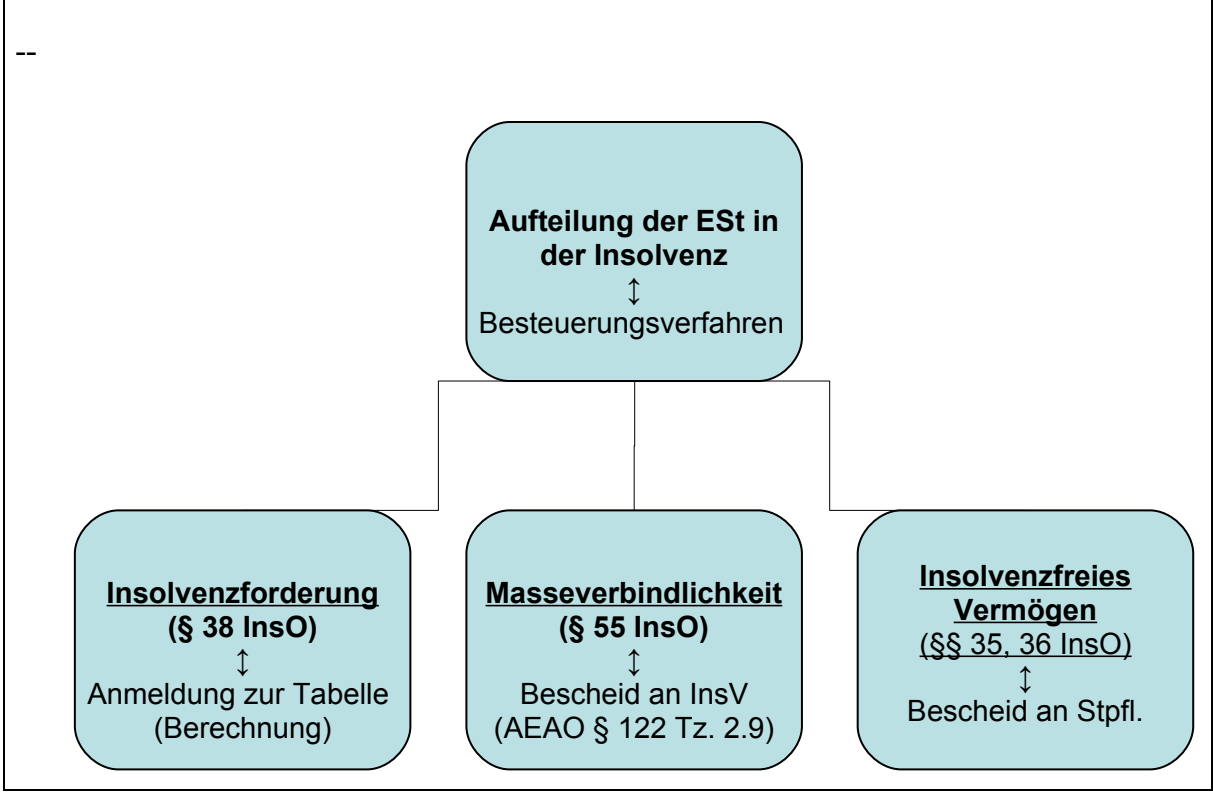 --
Aufteilung der ESt in
der Insolvenz
↕
Besteuerungsverfahren
Insolvenzforderung
(§ 38 InsO)
↕
Anmeldung zur Tabelle
(Berechnung)
Masseverbindlichkeit
(§ 55 InsO)
↕
Bescheid an InsV
(AEAO § 122 Tz. 2.9)
Insolvenzfreies
Vermögen
(§§ 35, 36 InsO)
↕
Bescheid an Stpfl.